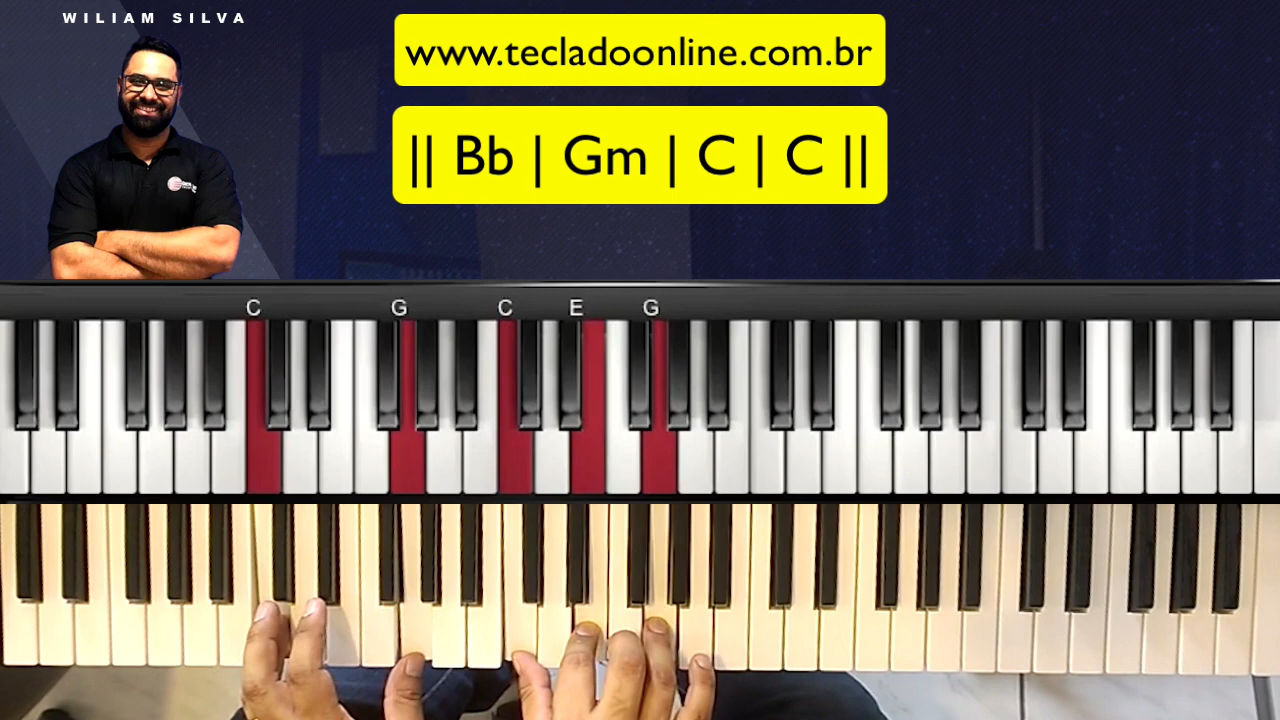 WILIAM SILVA
www.tecladoonline.com.br
|| Bb | Gm | C | C ||
C G C E G